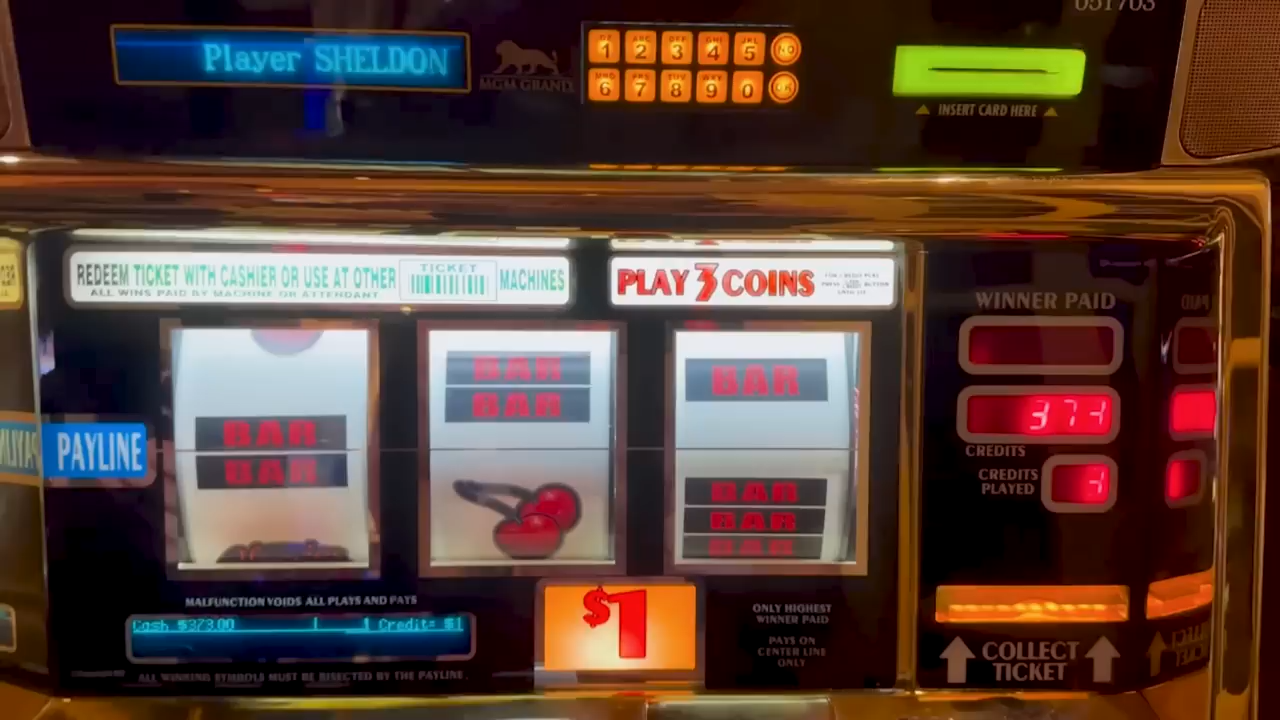 051703
Player SHELDON
MGM GRAND
1 2 3 4 5 NO
6 7 8 9 0 OK
INSERT CARD HERE
REDEEM TICKET WITH CASHIER OR USE AT OTHER
TICKET
MACHINES
ALL WINS PAID BY MACHINE OR ATTENDANT
PLAY 3 COINS
WINNER PAID
PAYLINE
BAR
BAR
BAR
BAR
BAR
BAR
BAR
BAR
CREDITS
CREDITS
PLAYED
MALFUNCTION VOIDS ALL PLAYS AND PAYS
Cash $373.00
1 Credit= $1
ALL WINNING SYMBOLS MUST BE BISECTED BY THE PAYLINE.
$1
ONLY HIGHEST
WINNER PAID
PAYS ON
CENTER LINE
ONLY
COLLECT
TICKET